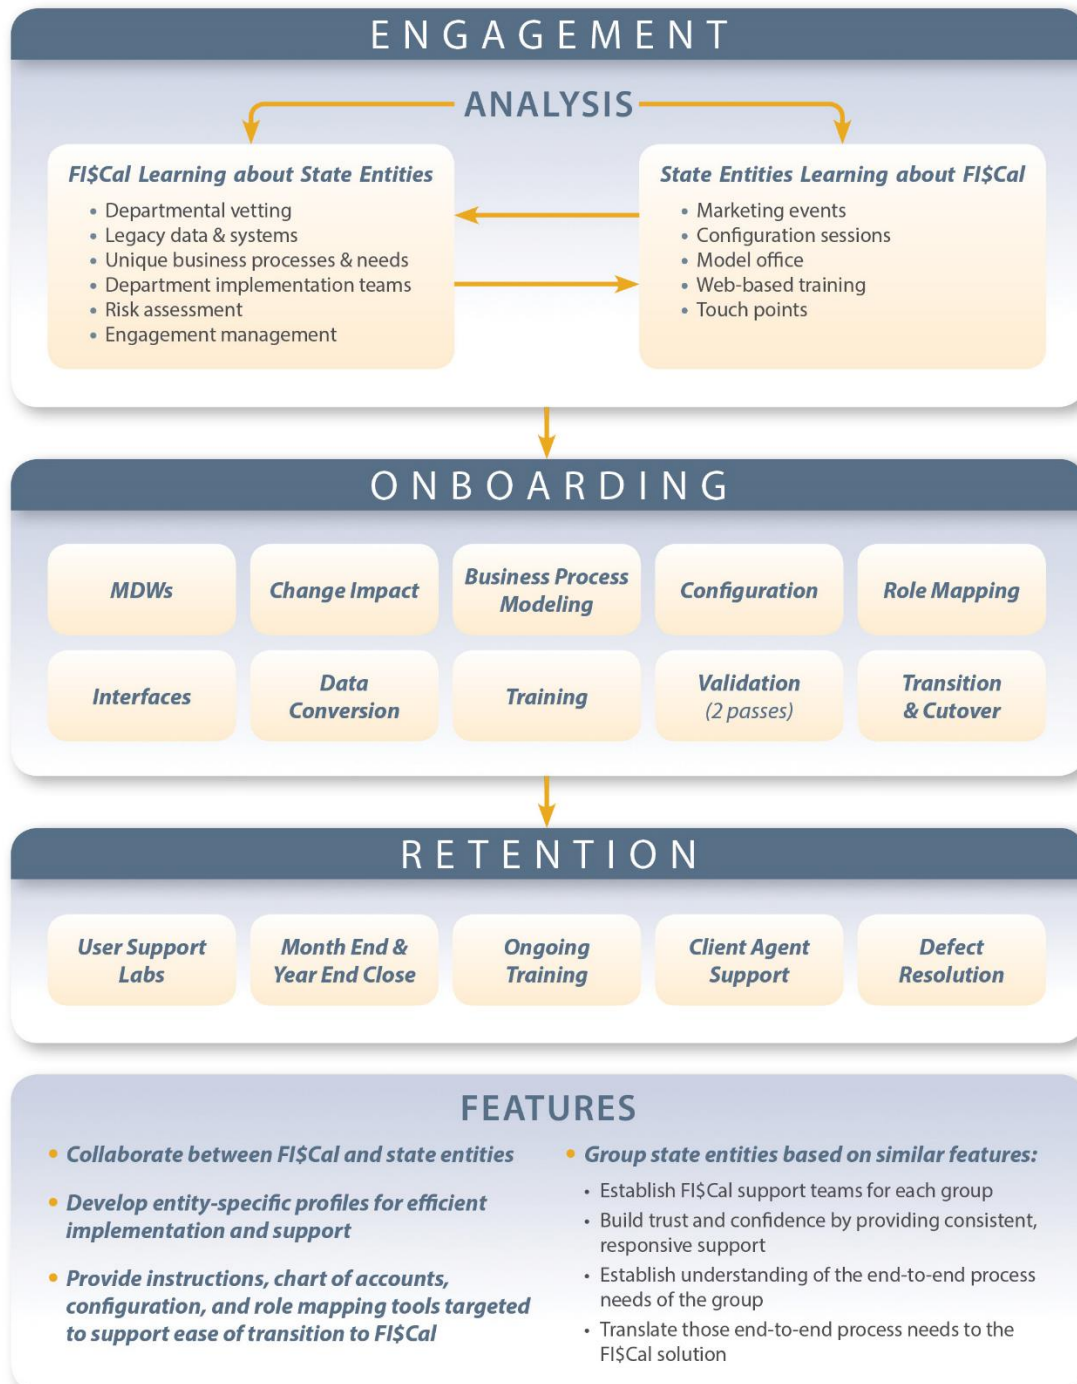 ENGAGEMENT
ANALYSIS
FI$Cal Learning about State Entities
• Departmental vetting
• Legacy data & systems
• Unique business processes & needs
• Department implementation teams
• Risk assessment
• Engagement management
State Entities Learning about FI$Cal
• Marketing events
• Configuration sessions
• Model office
• Web-based training
• Touch points
ONBOARDING
MDWs
Change Impact
Business Process
Modeling
Configuration
Role Mapping
Interfaces
Data
Conversion
Training
Validation
(2 passes)
Transition
& Cutover
RETENTION
User Support
Labs
Month End &
Year End Close
Ongoing
Training
Client Agent
Support
Defect
Resolution
FEATURES
• Collaborate between FI$Cal and state entities
• Develop entity-specific profiles for efficient
implementation and support
• Provide instructions, chart of accounts,
configuration, and role mapping tools targeted
to support ease of transition to FI$Cal
• Group state entities based on similar features:
• Establish FI$Cal support teams for each group
• Build trust and confidence by providing consistent,
responsive support
• Establish understanding of the end-to-end process
needs of the group
• Translate those end-to-end process needs to the
FI$Cal solution